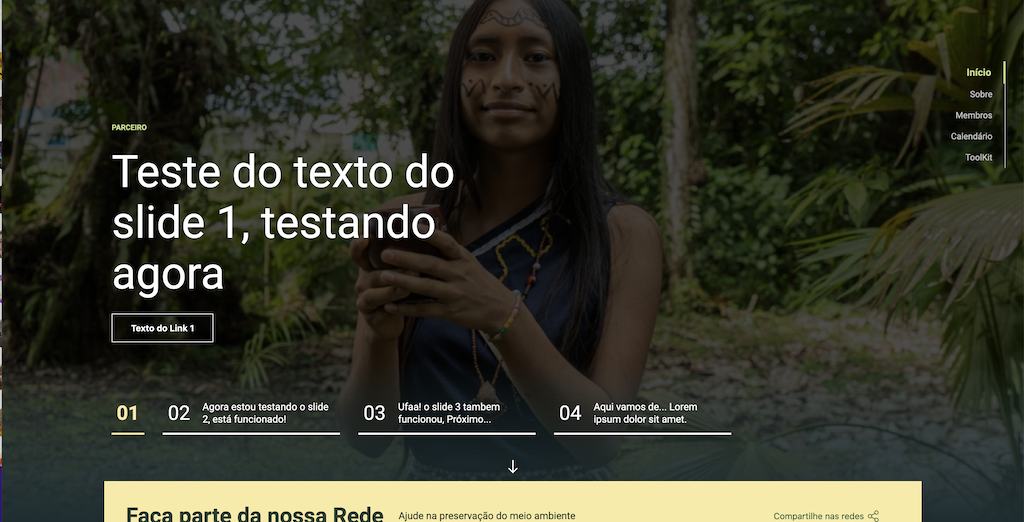 Início
Sobre
Membros
Calendário
ToolKit
PARCEIRO
Teste do texto do
slide 1, testando
agora
Texto do Link 1
01
02
Agora estou testando o slide
2, está funcionado!
03
Ufaa! o slide 3 tambem
funcionou, Próximo...
04
Aqui vamos de... Lorem
ipsum dolor sit amet.
Faça parte da nossa Rede
Ajude na preservação do meio ambiente
Compartilhe nas redes